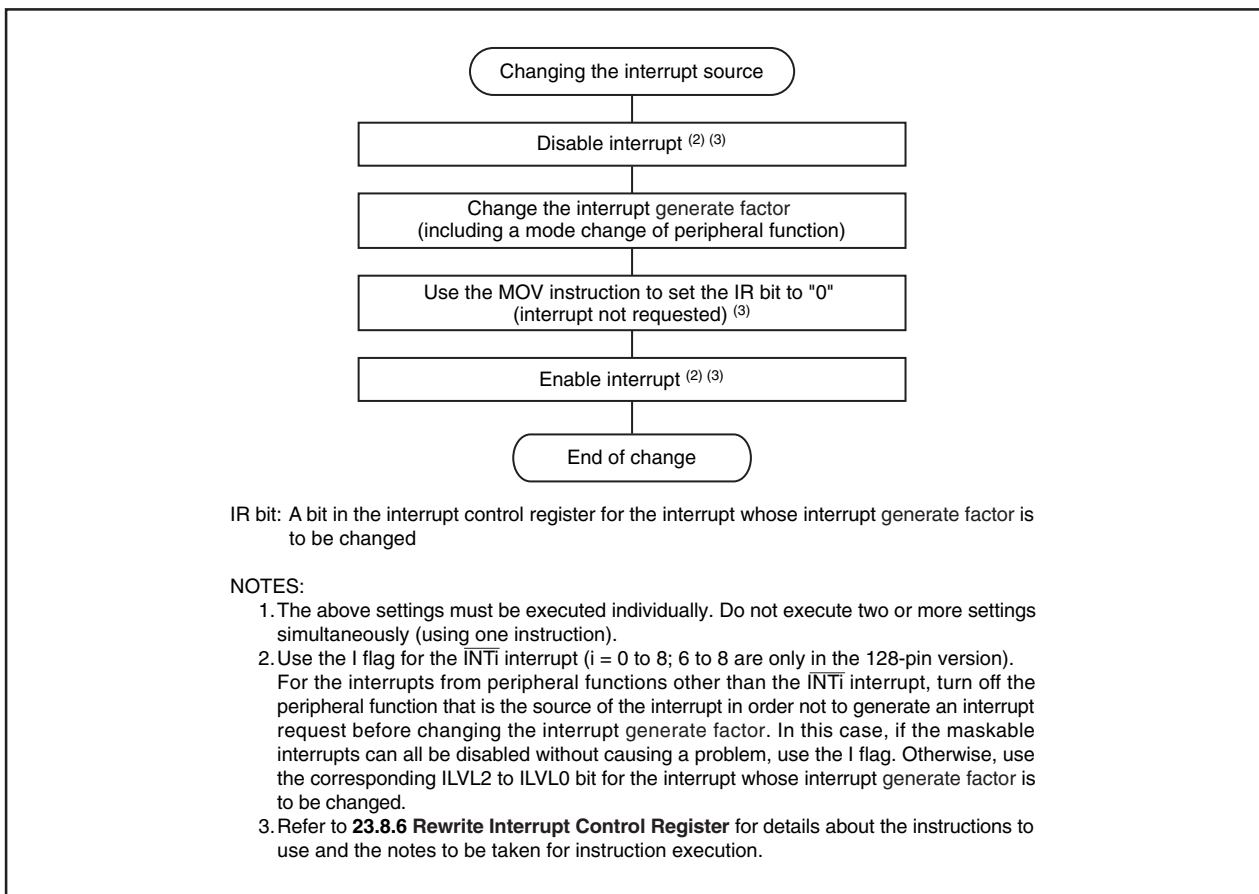 Changing the interrupt source
Disable interrupt (2) (3)
Change the interrupt generate factor
(including a mode change of peripheral function)
Use the MOV instruction to set the IR bit to "0"
(interrupt not requested) (3)
Enable interrupt (2) (3)
End of change
IR bit: A bit in the interrupt control register for the interrupt whose interrupt generate factor is
to be changed
NOTES:
1. The above settings must be executed individually. Do not execute two or more settings
simultaneously (using one instruction).
2. Use the I flag for the INTi interrupt (i = 0 to 8; 6 to 8 are only in the 128-pin version).
For the interrupts from peripheral functions other than the INTi interrupt, turn off the
peripheral function that is the source of the interrupt in order not to generate an interrupt
request before changing the interrupt generate factor. In this case, if the maskable
interrupts can all be disabled without causing a problem, use the I flag. Otherwise, use
the corresponding ILVL2 to ILVL0 bit for the interrupt whose interrupt generate factor is
to be changed.
3. Refer to 23.8.6 Rewrite Interrupt Control Register for details about the instructions to
use and the notes to be taken for instruction execution.